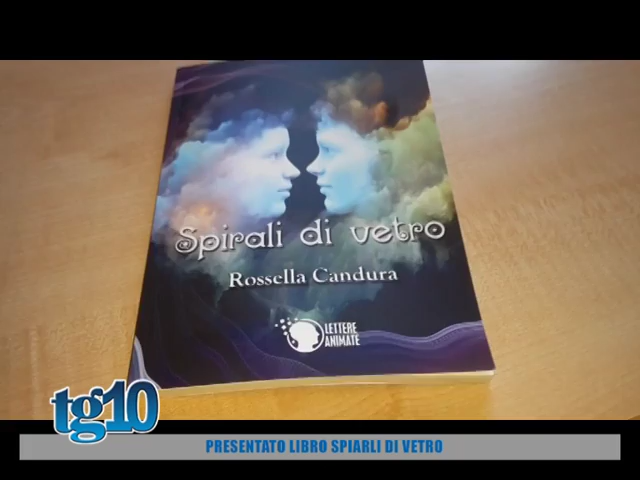 Spirali di vetro
Rossella Candura
LETTERE
ANIMATE
tg10
PRESENTATO LIBRO SPIARLI DI VETRO